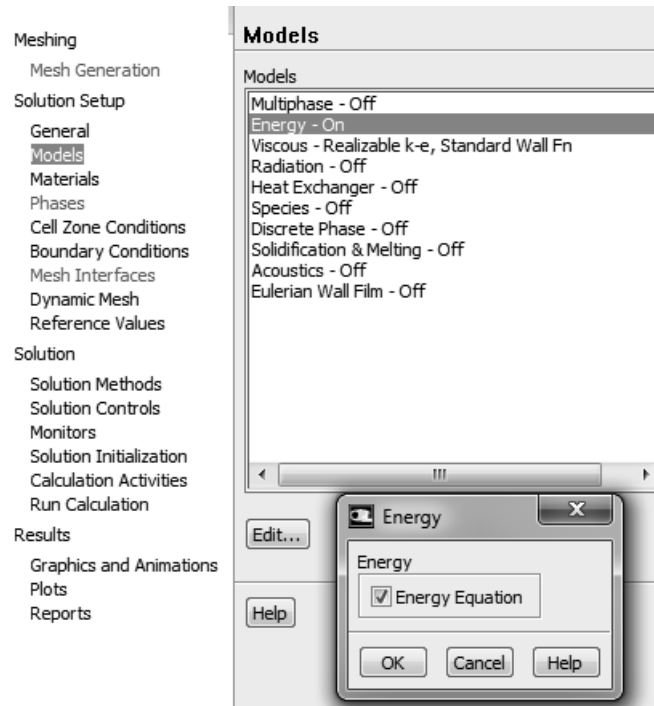 Meshing
Mesh Generation
Solution Setup
General
Models
Materials
Phases
Cell Zone Conditions
Boundary Conditions
Mesh Interfaces
Dynamic Mesh
Reference Values
Solution
Solution Methods
Solution Controls
Monitors
Solution Initialization
Calculation Activities
Run Calculation
Results
Graphics and Animations
Plots
Reports
Models
Models
Multiphase - Off
Energy - On
Viscous - Realizable k-e, Standard Wall Fn
Radiation - Off
Heat Exchanger - Off
Species - Off
Discrete Phase - Off
Solidification & Melting - Off
Acoustics - Off
Eulerian Wall Film - Off
Edit...
Help
Energy
Energy
Energy Equation
OK
Cancel
Help